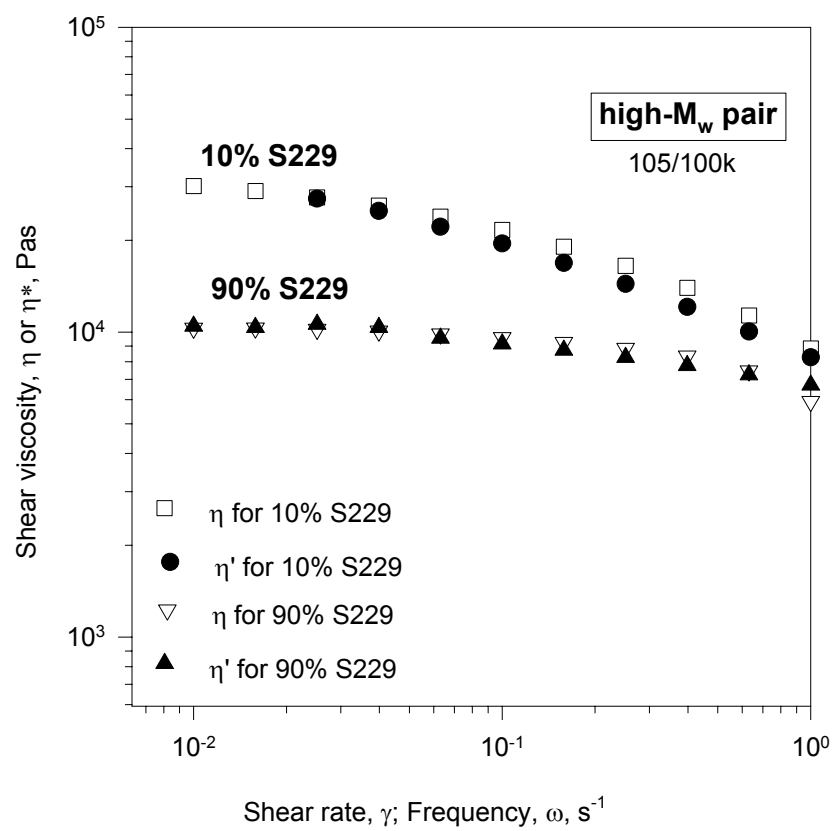 10⁵
high-Mw pair
105/100k
10% S229
90% S229
10⁴
Shear viscosity, η or η*, Pas
η for 10% S229
η' for 10% S229
η for 90% S229
η' for 90% S229
10³
10⁻² 10⁻¹ 10⁰
Shear rate, γ; Frequency, ω, s⁻¹